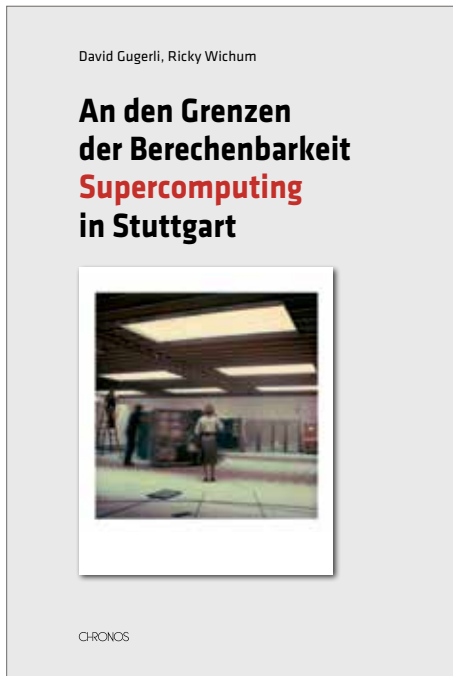 David Gugerli, Ricky Wichum
An den Grenzen
der Berechenbarkeit
Supercomputing
in Stuttgart
CHRONOS